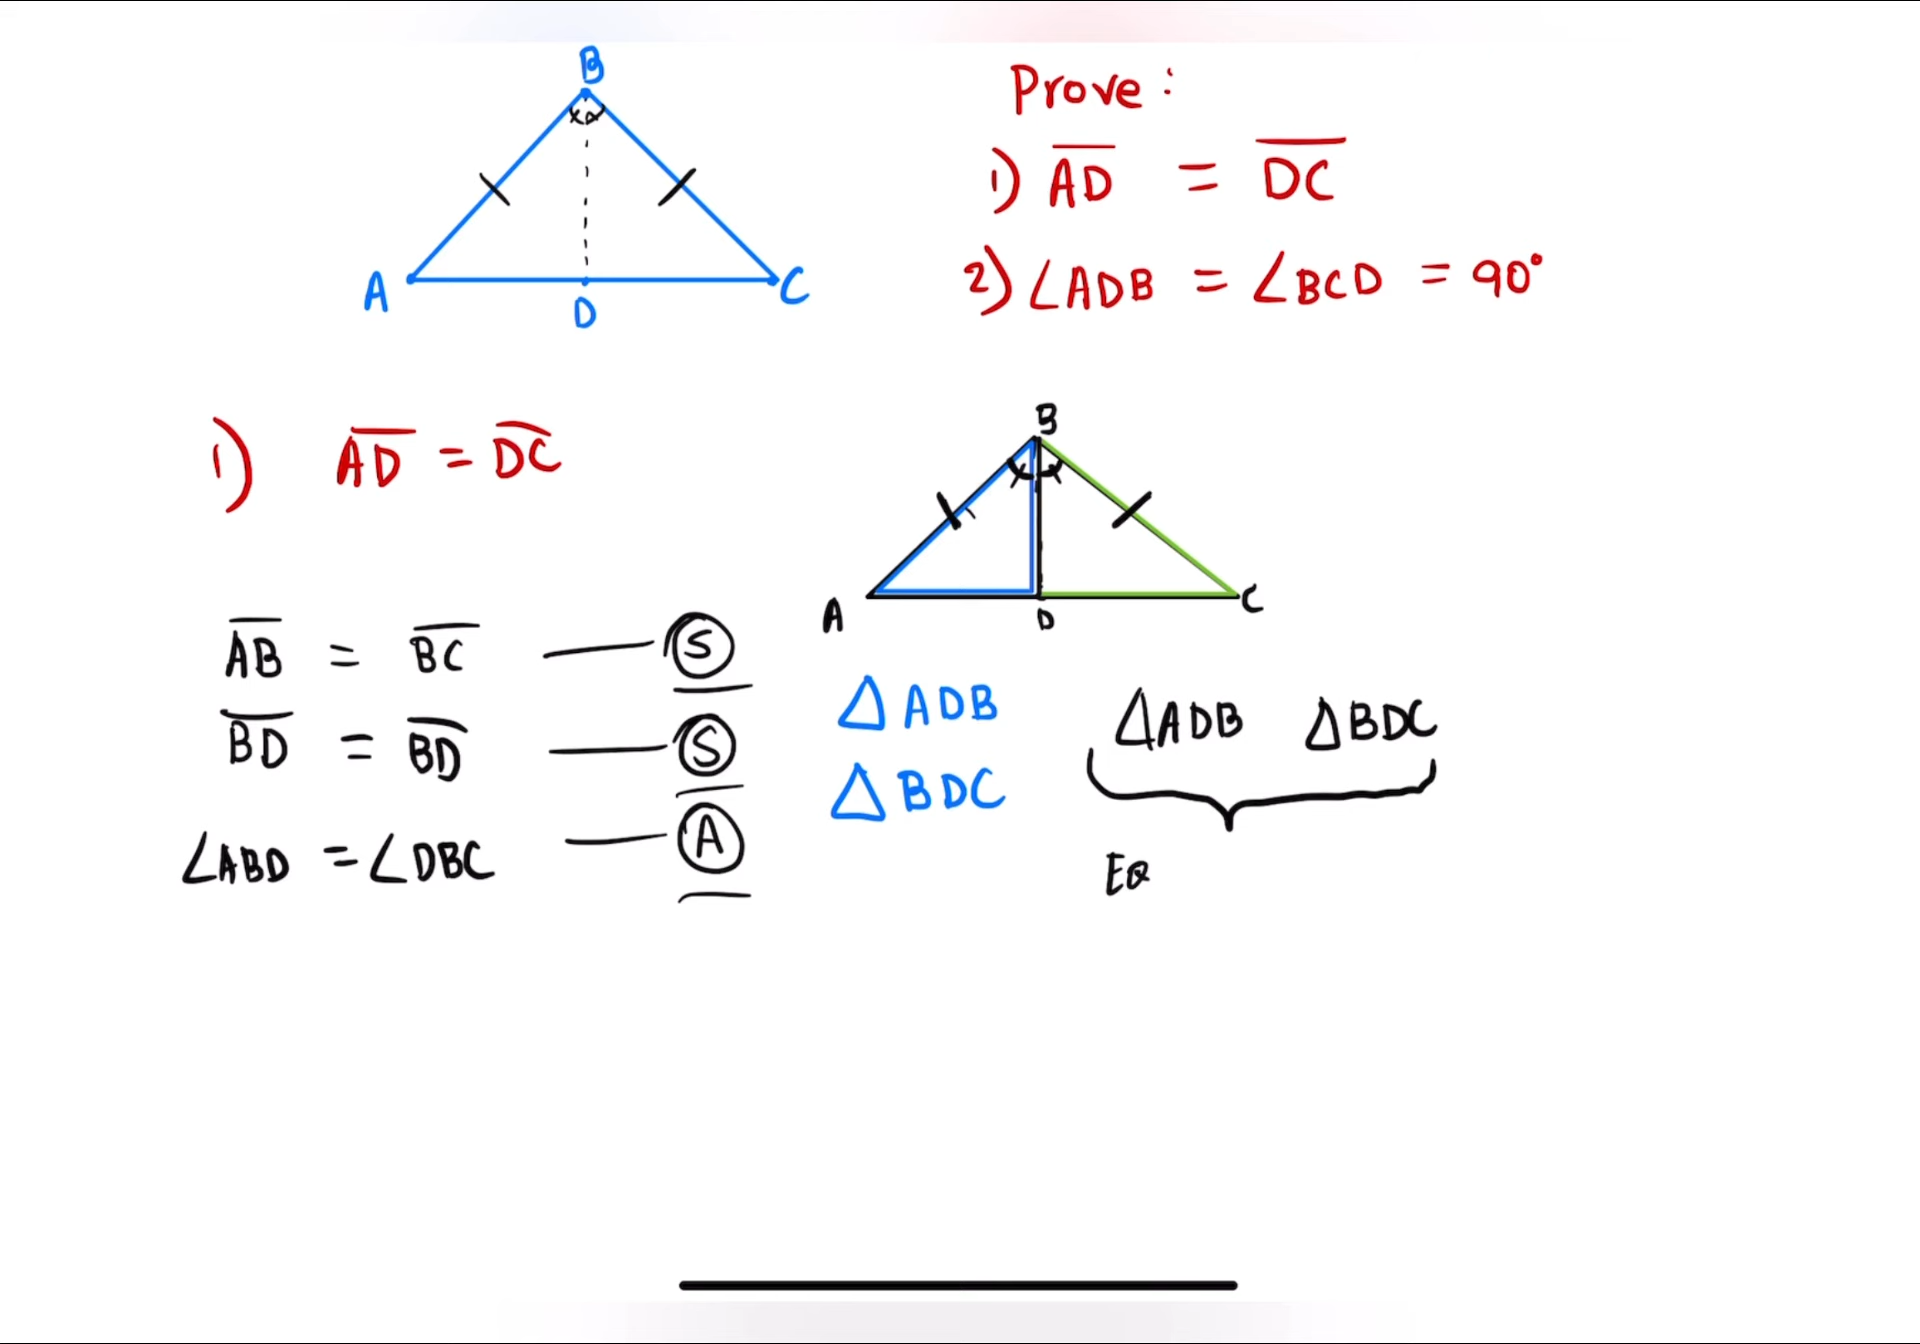 B
A
D
C
Prove :
1) AD = DC
2) ∠ADB = ∠BCD = 90°
1) AD = DC
B
A
D
C
AB = BC — S
BD = BD — S
∠ABD = ∠DBC — A
△ ADB
△ BDC
△ADB △BDC
EQ